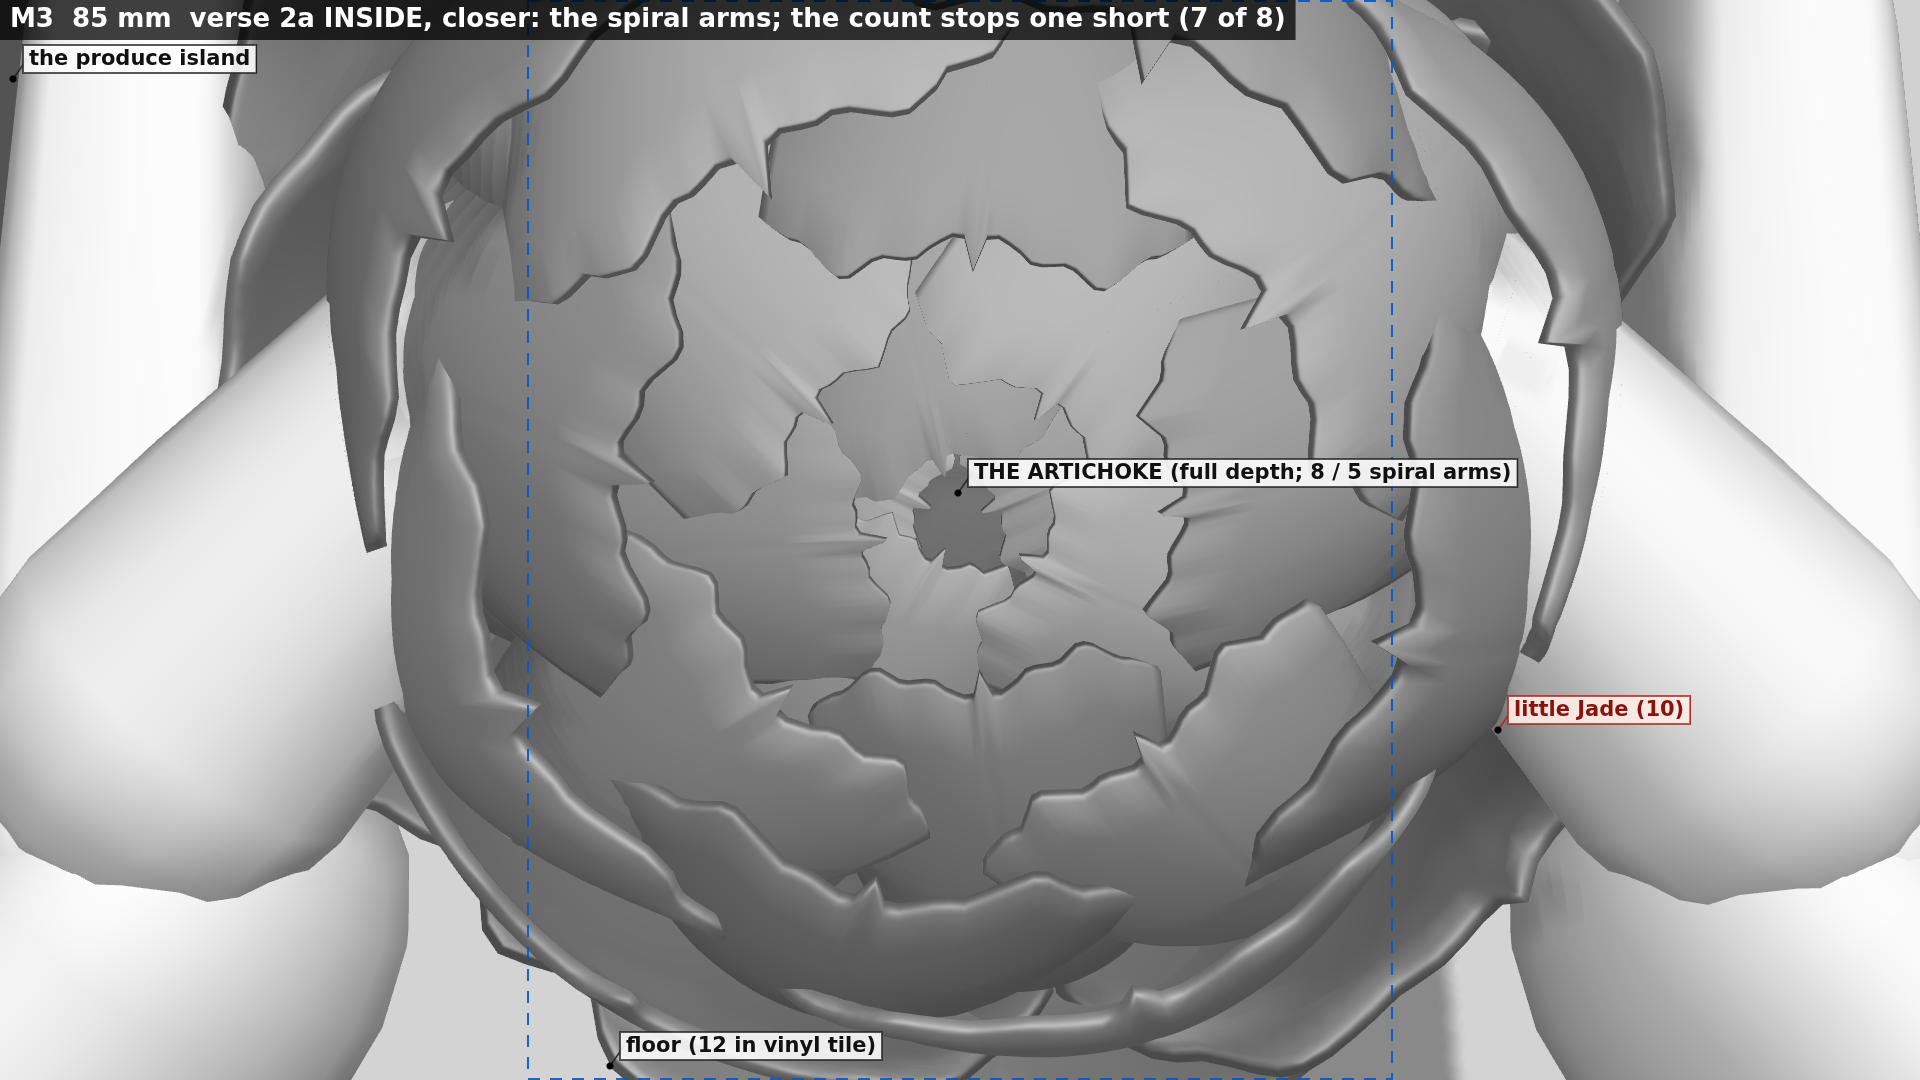 M3  85 mm  verse 2a INSIDE, closer: the spiral arms; the count stops one short (7 of 8)
the produce island
THE ARTICHOKE (full depth; 8 / 5 spiral arms)
little Jade (10)
floor (12 in vinyl tile)